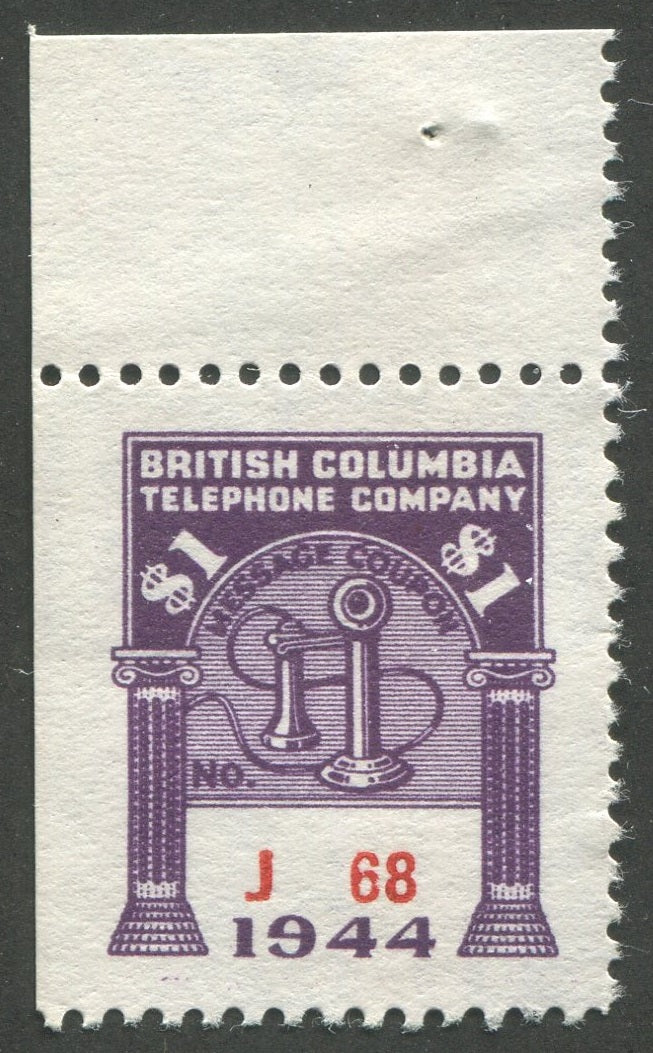 BRITISH COLUMBIA
TELEPHONE COMPANY
$1 $1
MESSAGE COUPON
NO.
J 68
1944